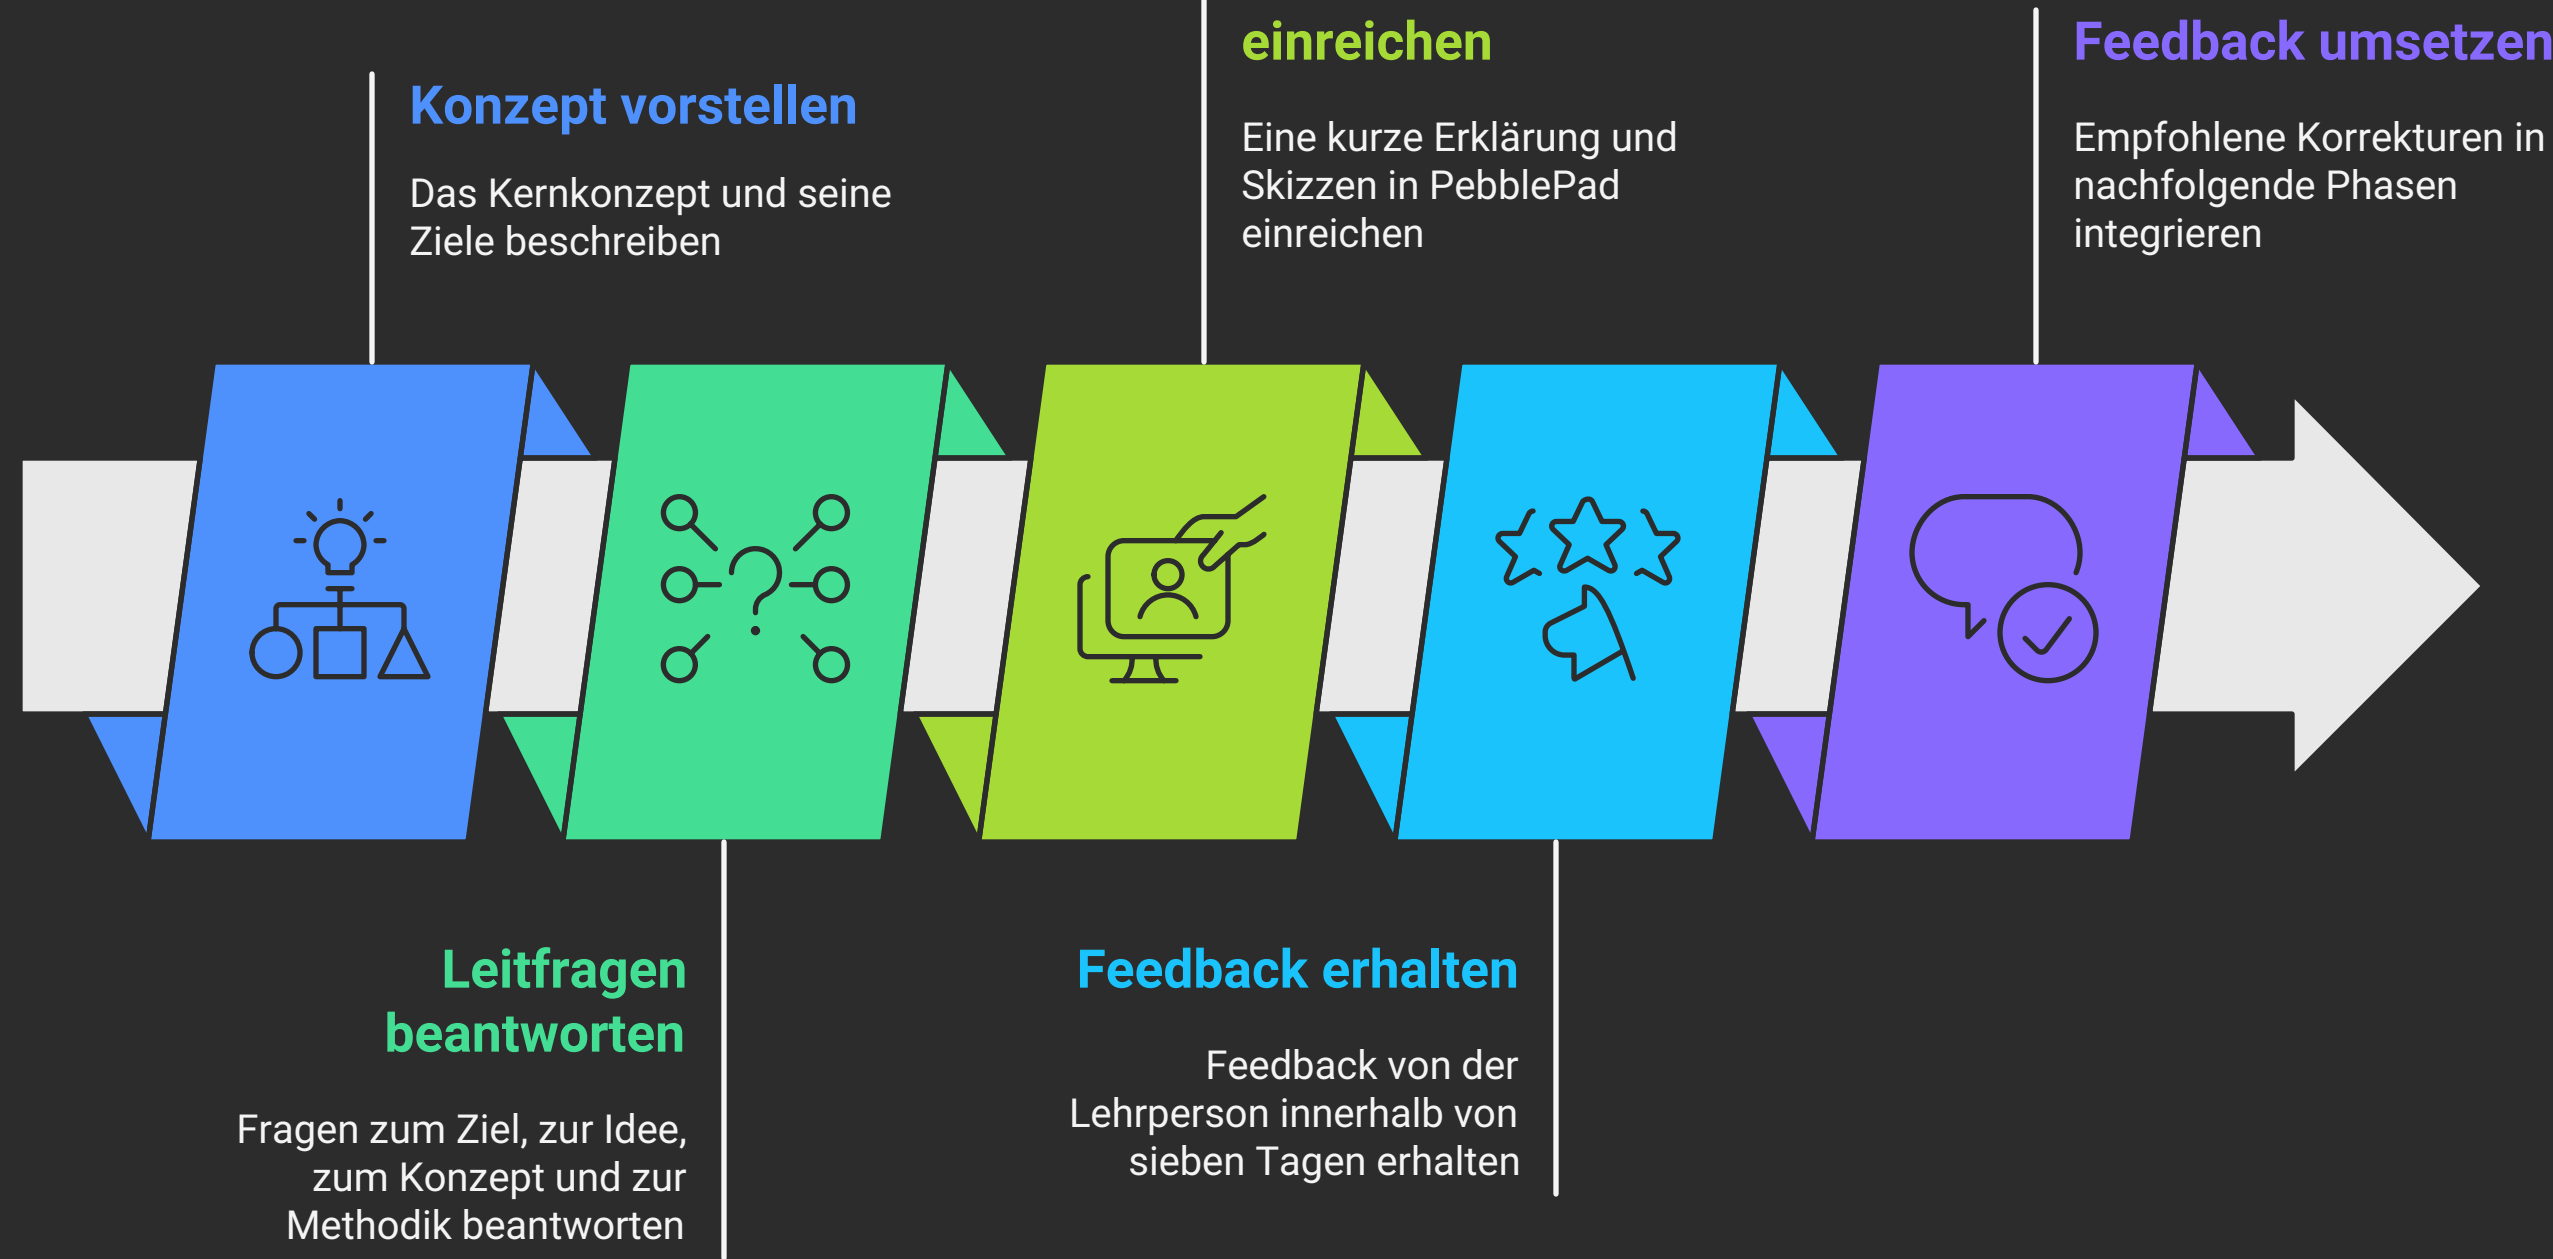 Konzept vorstellen
Das Kernkonzept und seine
Ziele beschreiben
Leitfragen
beantworten
Fragen zum Ziel, zur Idee,
zum Konzept und zur
Methodik beantworten
einreichen
Eine kurze Erklärung und
Skizzen in PebblePad
einreichen
Feedback erhalten
Feedback von der
Lehrperson innerhalb von
sieben Tagen erhalten
Feedback umsetzen
Empfohlene Korrekturen in
nachfolgende Phasen
integrieren